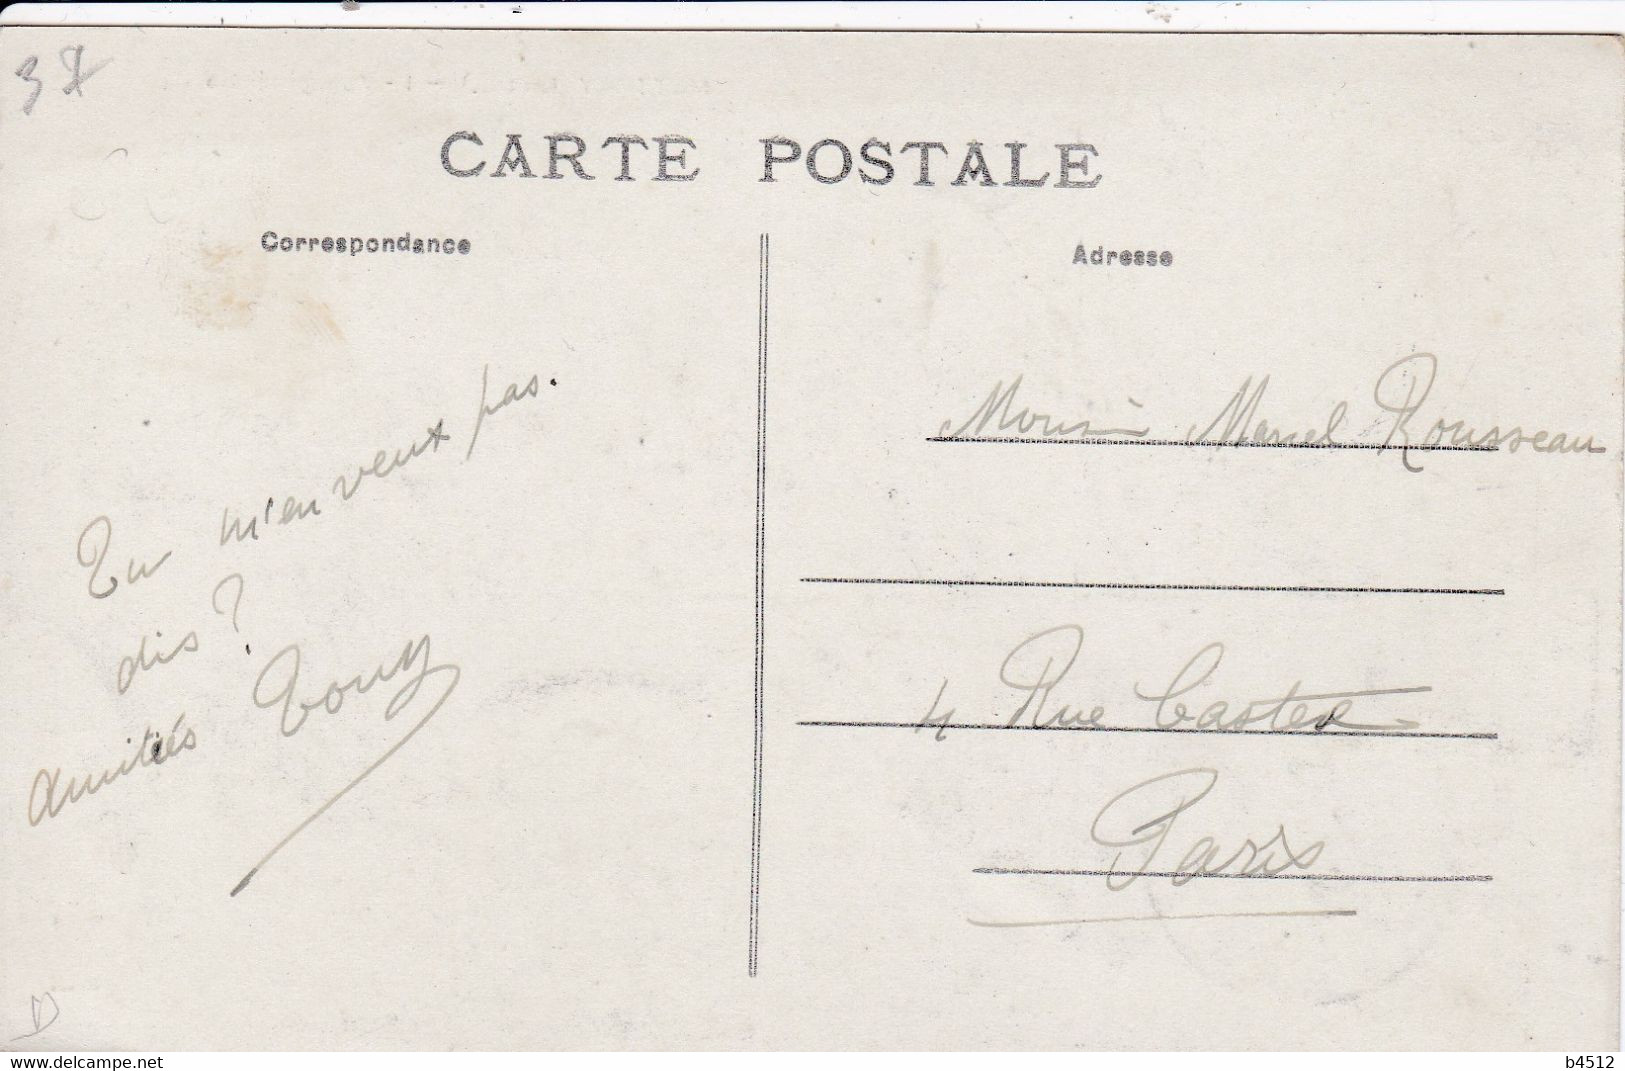 37
CARTE POSTALE
Correspondance
Adresse
Tu m'en veux pas.
dis?
amitiés Tony
Monsieur Marcel Rousseau
4 Rue Castex
Paris
delcampe.net
b4512